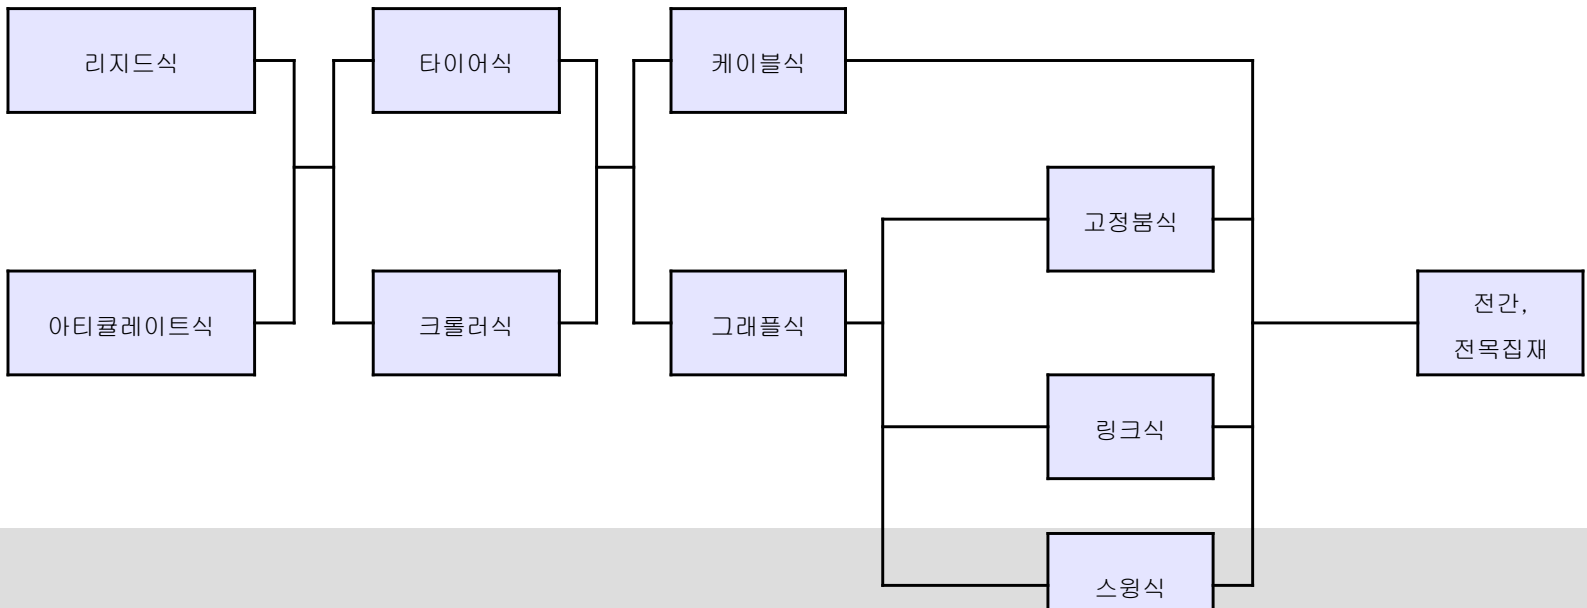 리지드식
타이어식
케이블식
고정붐식
아티큘레이트식
크롤러식
그래플식
전간,
전목집재
링크식
스윙식